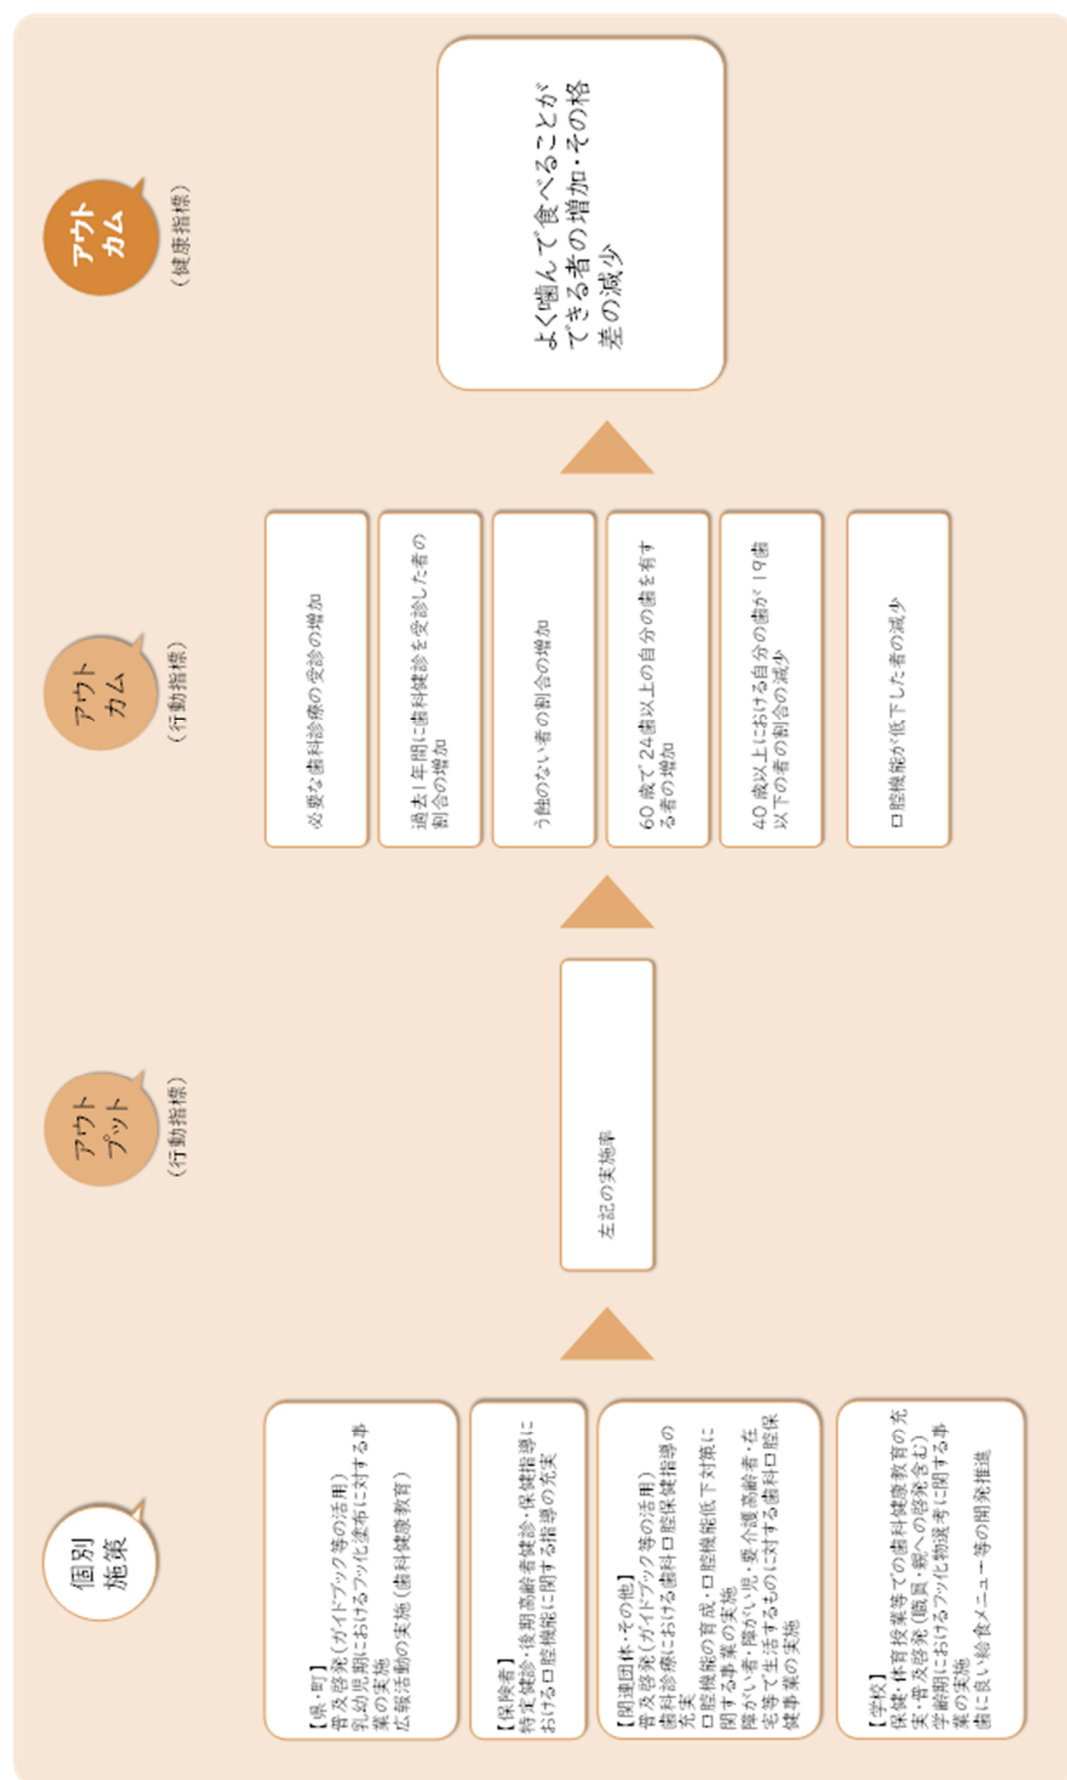 個別
施策
【県・町】
普及啓発(ガイドブック等の活用)
乳幼児期におけるフッ化塗布に対する事
業の実施
広報活動の実施(歯科健康教育)
【保険者】
特定健診・後期高齢者健診・保健指導に
おける口腔機能に関する指導の充実
【関連団体・その他】
普及啓発(ガイドブック等の活用)
歯科診療における歯科口腔保健指導の
充実
口腔機能の育成・口腔機能低下対策に
関する事業の実施
障がい者・障がい児・要介護高齢者・在
宅等で生活するものに対する歯科口腔保
健事業の実施
【学校】
保健・体育授業等での歯科健康教育の充
実・普及啓発(職員・親への啓発含む)
学齢期におけるフッ化物選考に関する事
業の実施
歯に良い給食メニュー等の開発推進
アウト
プット
(行動指標)
左記の実施率
アウト
カム
(行動指標)
必要な歯科診療の受診の増加
過去1年間に歯科健診を受診した者の
割合の増加
う蝕のない者の割合の増加
60歳で24歯以上の自分の歯を有す
る者の増加
40歳以上における自分の歯が19歯
以下の者の割合の減少
口腔機能が低下した者の減少
アウト
カム
(健康指標)
よく噛んで食べることが
できる者の増加・その格
差の減少